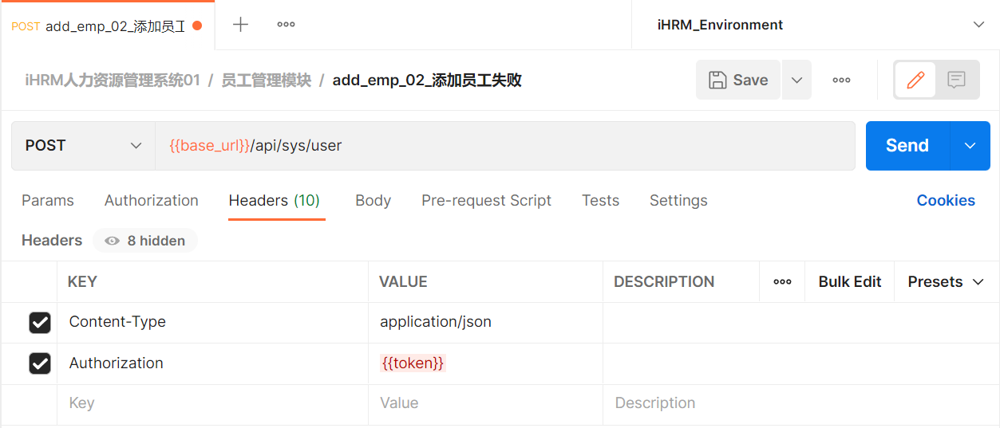 POST add_emp_02_添加员工 iHRM_Environment
iHRM人力资源管理系统01 / 员工管理模块 / add_emp_02_添加员工失败 Save
POST {{base_url}}/api/sys/user Send
Params Authorization Headers (10) Body Pre-request Script Tests Settings Cookies
Headers 8 hidden
KEY VALUE DESCRIPTION Bulk Edit Presets
Content-Type application/json
Authorization {{token}}
Key Value Description